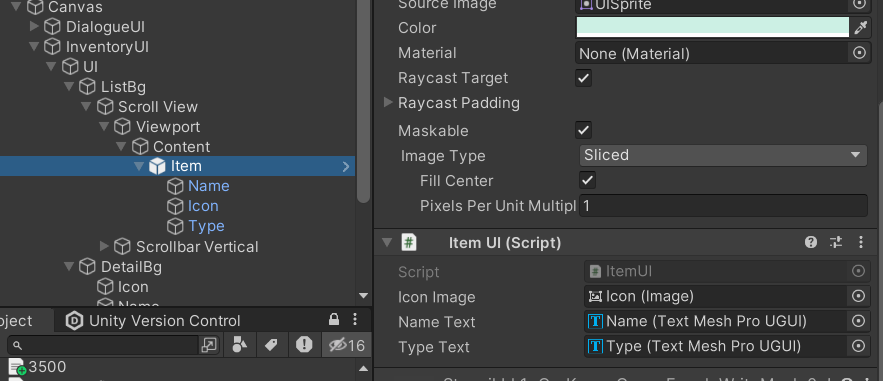 Canvas
DialogueUI
InventoryUI
UI
ListBg
Scroll View
Viewport
Content
Item
Name
Icon
Type
Scrollbar Vertical
DetailBg
Icon
Name
oject
Unity Version Control
16
3500
Source Image
UISprite
Color
Material
None (Material)
Raycast Target
Raycast Padding
Maskable
Image Type
Sliced
Fill Center
Pixels Per Unit Multipl
1
#
Item UI (Script)
Script
# ItemUI
Icon Image
Icon (Image)
Name Text
T Name (Text Mesh Pro UGUI)
Type Text
T Type (Text Mesh Pro UGUI)